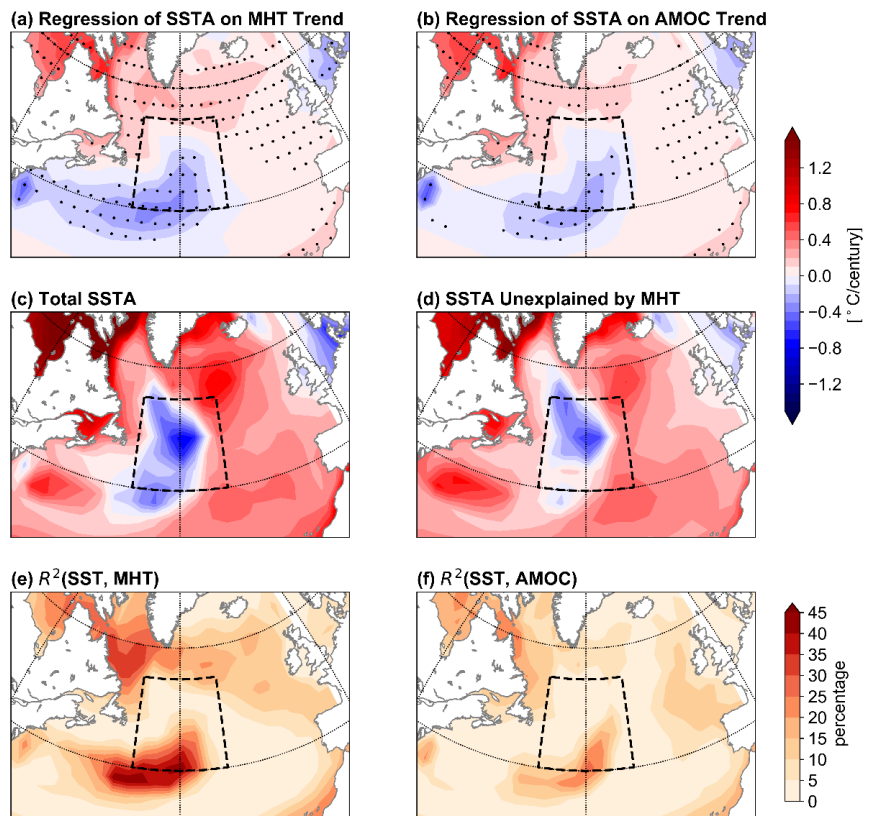 (a) Regression of SSTA on MHT Trend
(b) Regression of SSTA on AMOC Trend
1.2
0.8
0.4
0.0
−0.4
−0.8
−1.2
[°C/century]
(c) Total SSTA
(d) SSTA Unexplained by MHT
(e) R²(SST, MHT)
(f) R²(SST, AMOC)
45
40
35
30
25
20
15
10
5
0
percentage